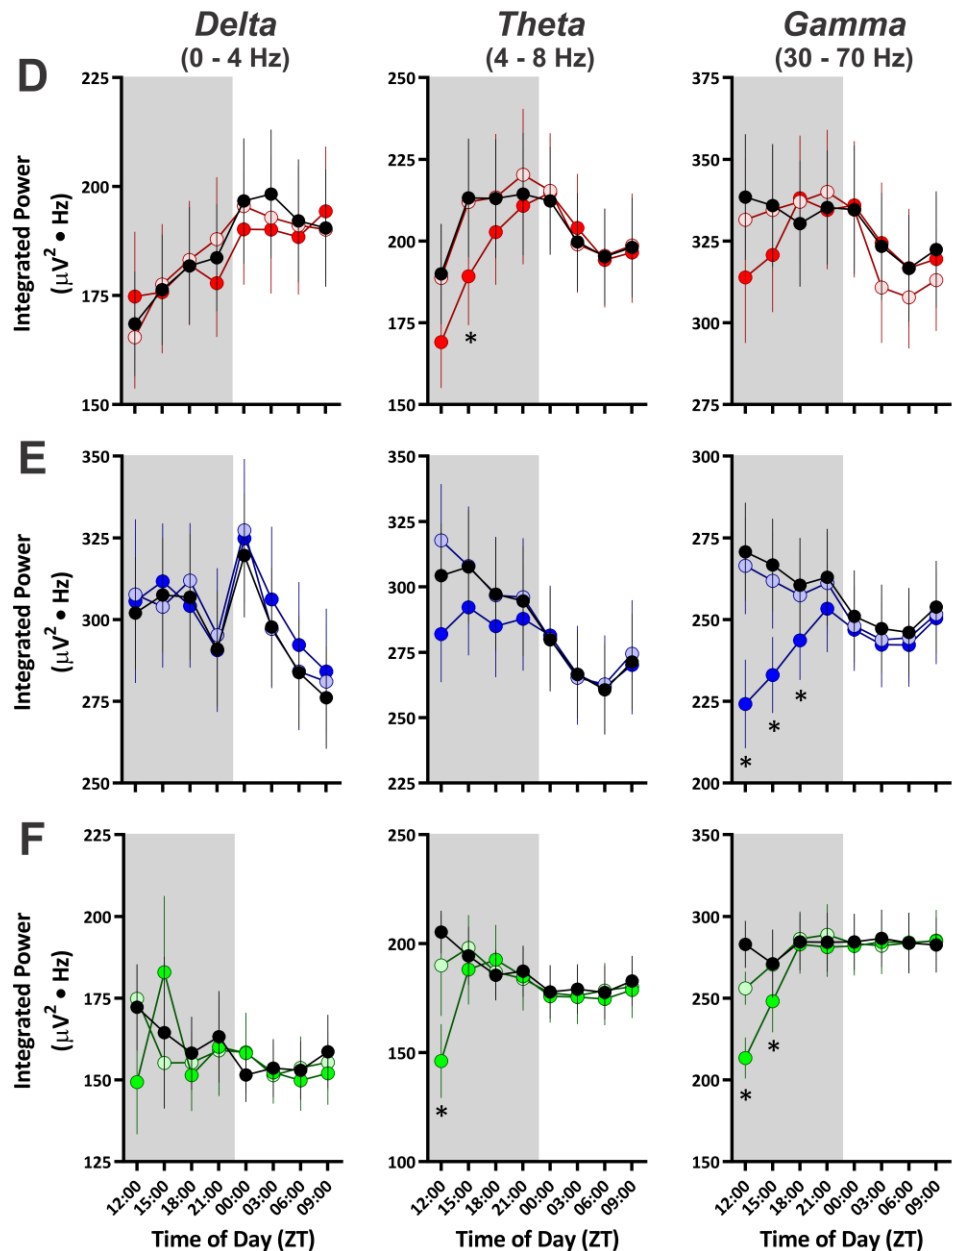 Delta Theta Gamma
(0 - 4 Hz) (4 - 8 Hz) (30 - 70 Hz)
D
Integrated Power
(μV² • Hz)
225
200
175
150
250
225
200
175
150
*
375
350
325
300
275
E
Integrated Power
(μV² • Hz)
350
325
300
275
250
350
325
300
275
250
225
300
275
250
225
200
* * *
F
Integrated Power
(μV² • Hz)
225
200
175
150
125
250
200
150
100
*
350
300
250
200
150
* *
12:00 15:00 18:00 21:00 00:00 03:00 06:00 09:00
12:00 15:00 18:00 21:00 00:00 03:00 06:00 09:00
12:00 15:00 18:00 21:00 00:00 03:00 06:00 09:00
Time of Day (ZT) Time of Day (ZT) Time of Day (ZT)